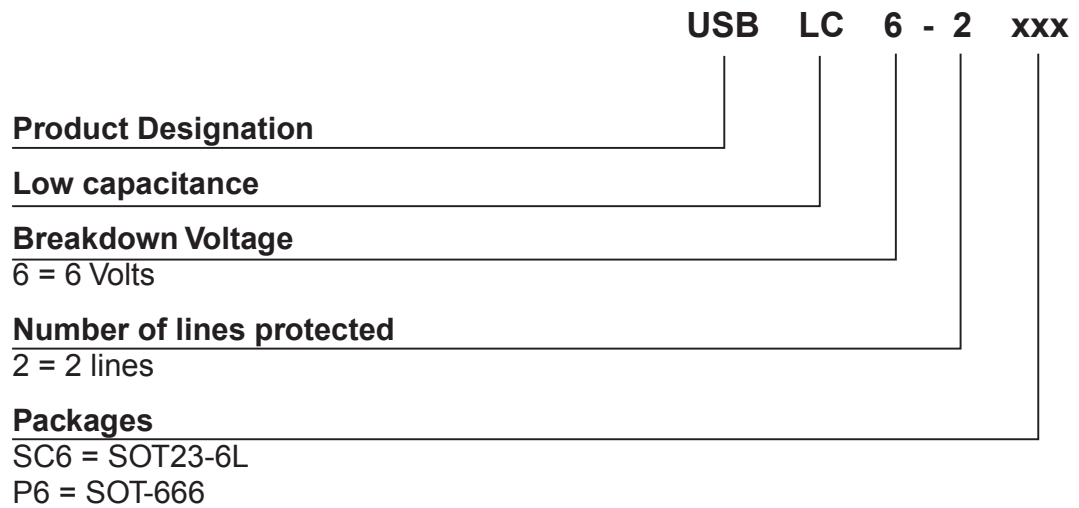 USB LC 6 - 2 xxx
Product Designation
Low capacitance
Breakdown Voltage
6 = 6 Volts
Number of lines protected
2 = 2 lines
Packages
SC6 = SOT23-6L
P6 = SOT-666